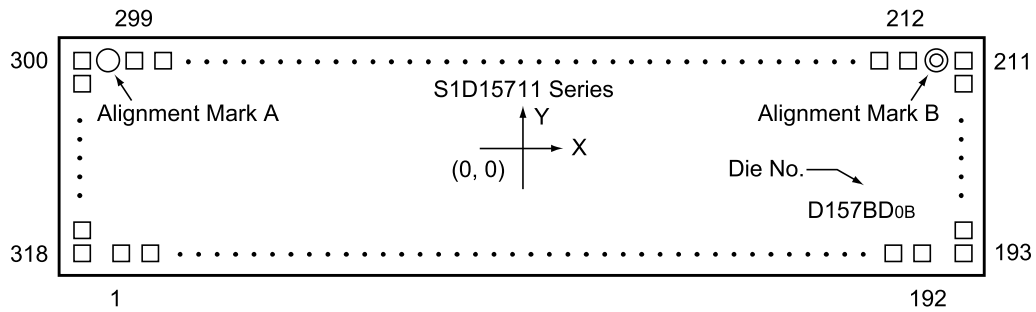 299 212
300 211
S1D15711 Series
Alignment Mark A Alignment Mark B
Y
X
(0, 0)
Die No.
D157BD0B
318 193
1 192